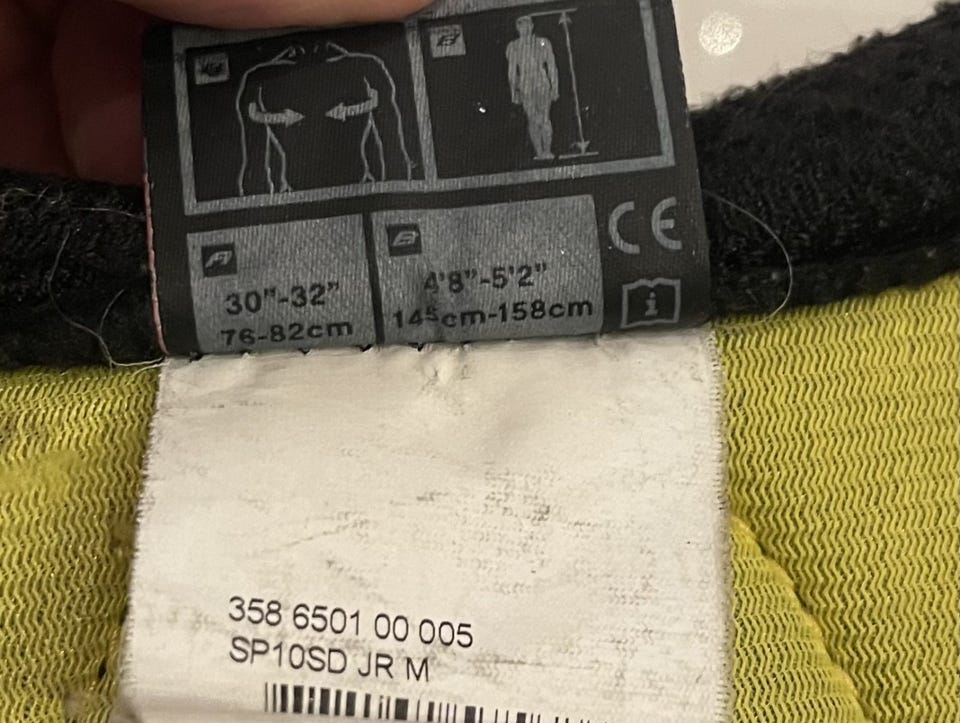 A
B
A
B
30"-32"
4'8"-5'2"
76-82cm
145cm-158cm
CE
i
358 6501 00 005
SP10SD JR M